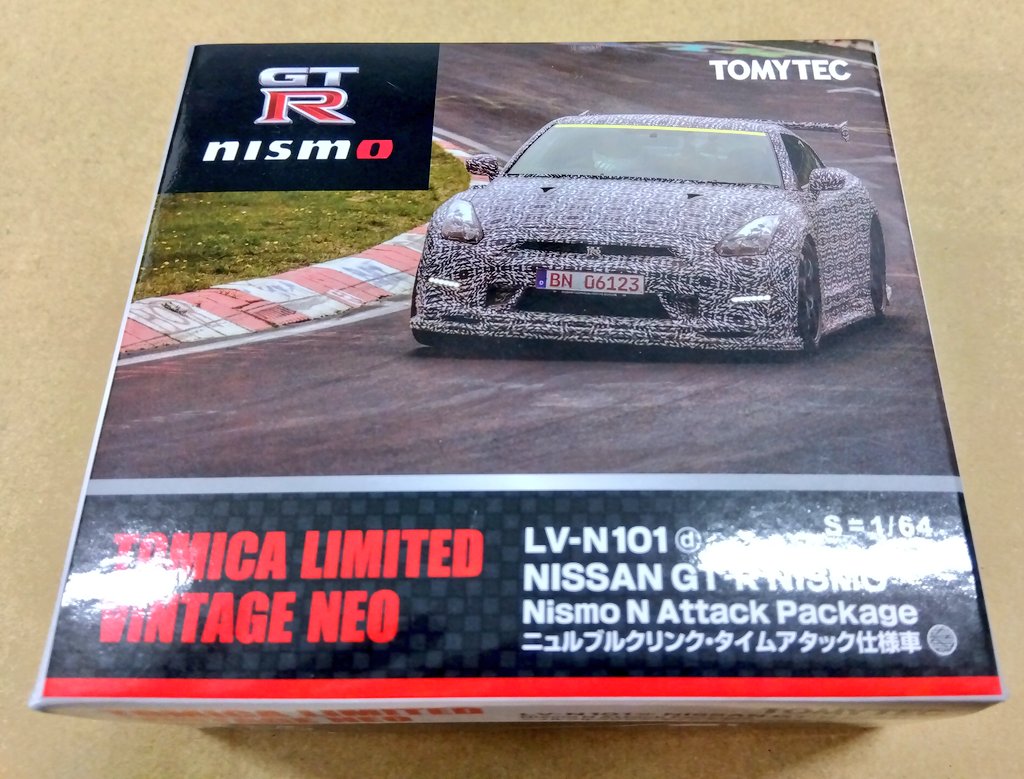 GT
R
nismo
TOMYTEC
BN 06123
S=1/64
TOMICA LIMITED
VINTAGE NEO
LV-N101 ⓓ
NISSAN GT-R NISMO
Nismo N Attack Package
ニュルブルクリンク・タイムアタック仕様車
TOMICA LIMITED